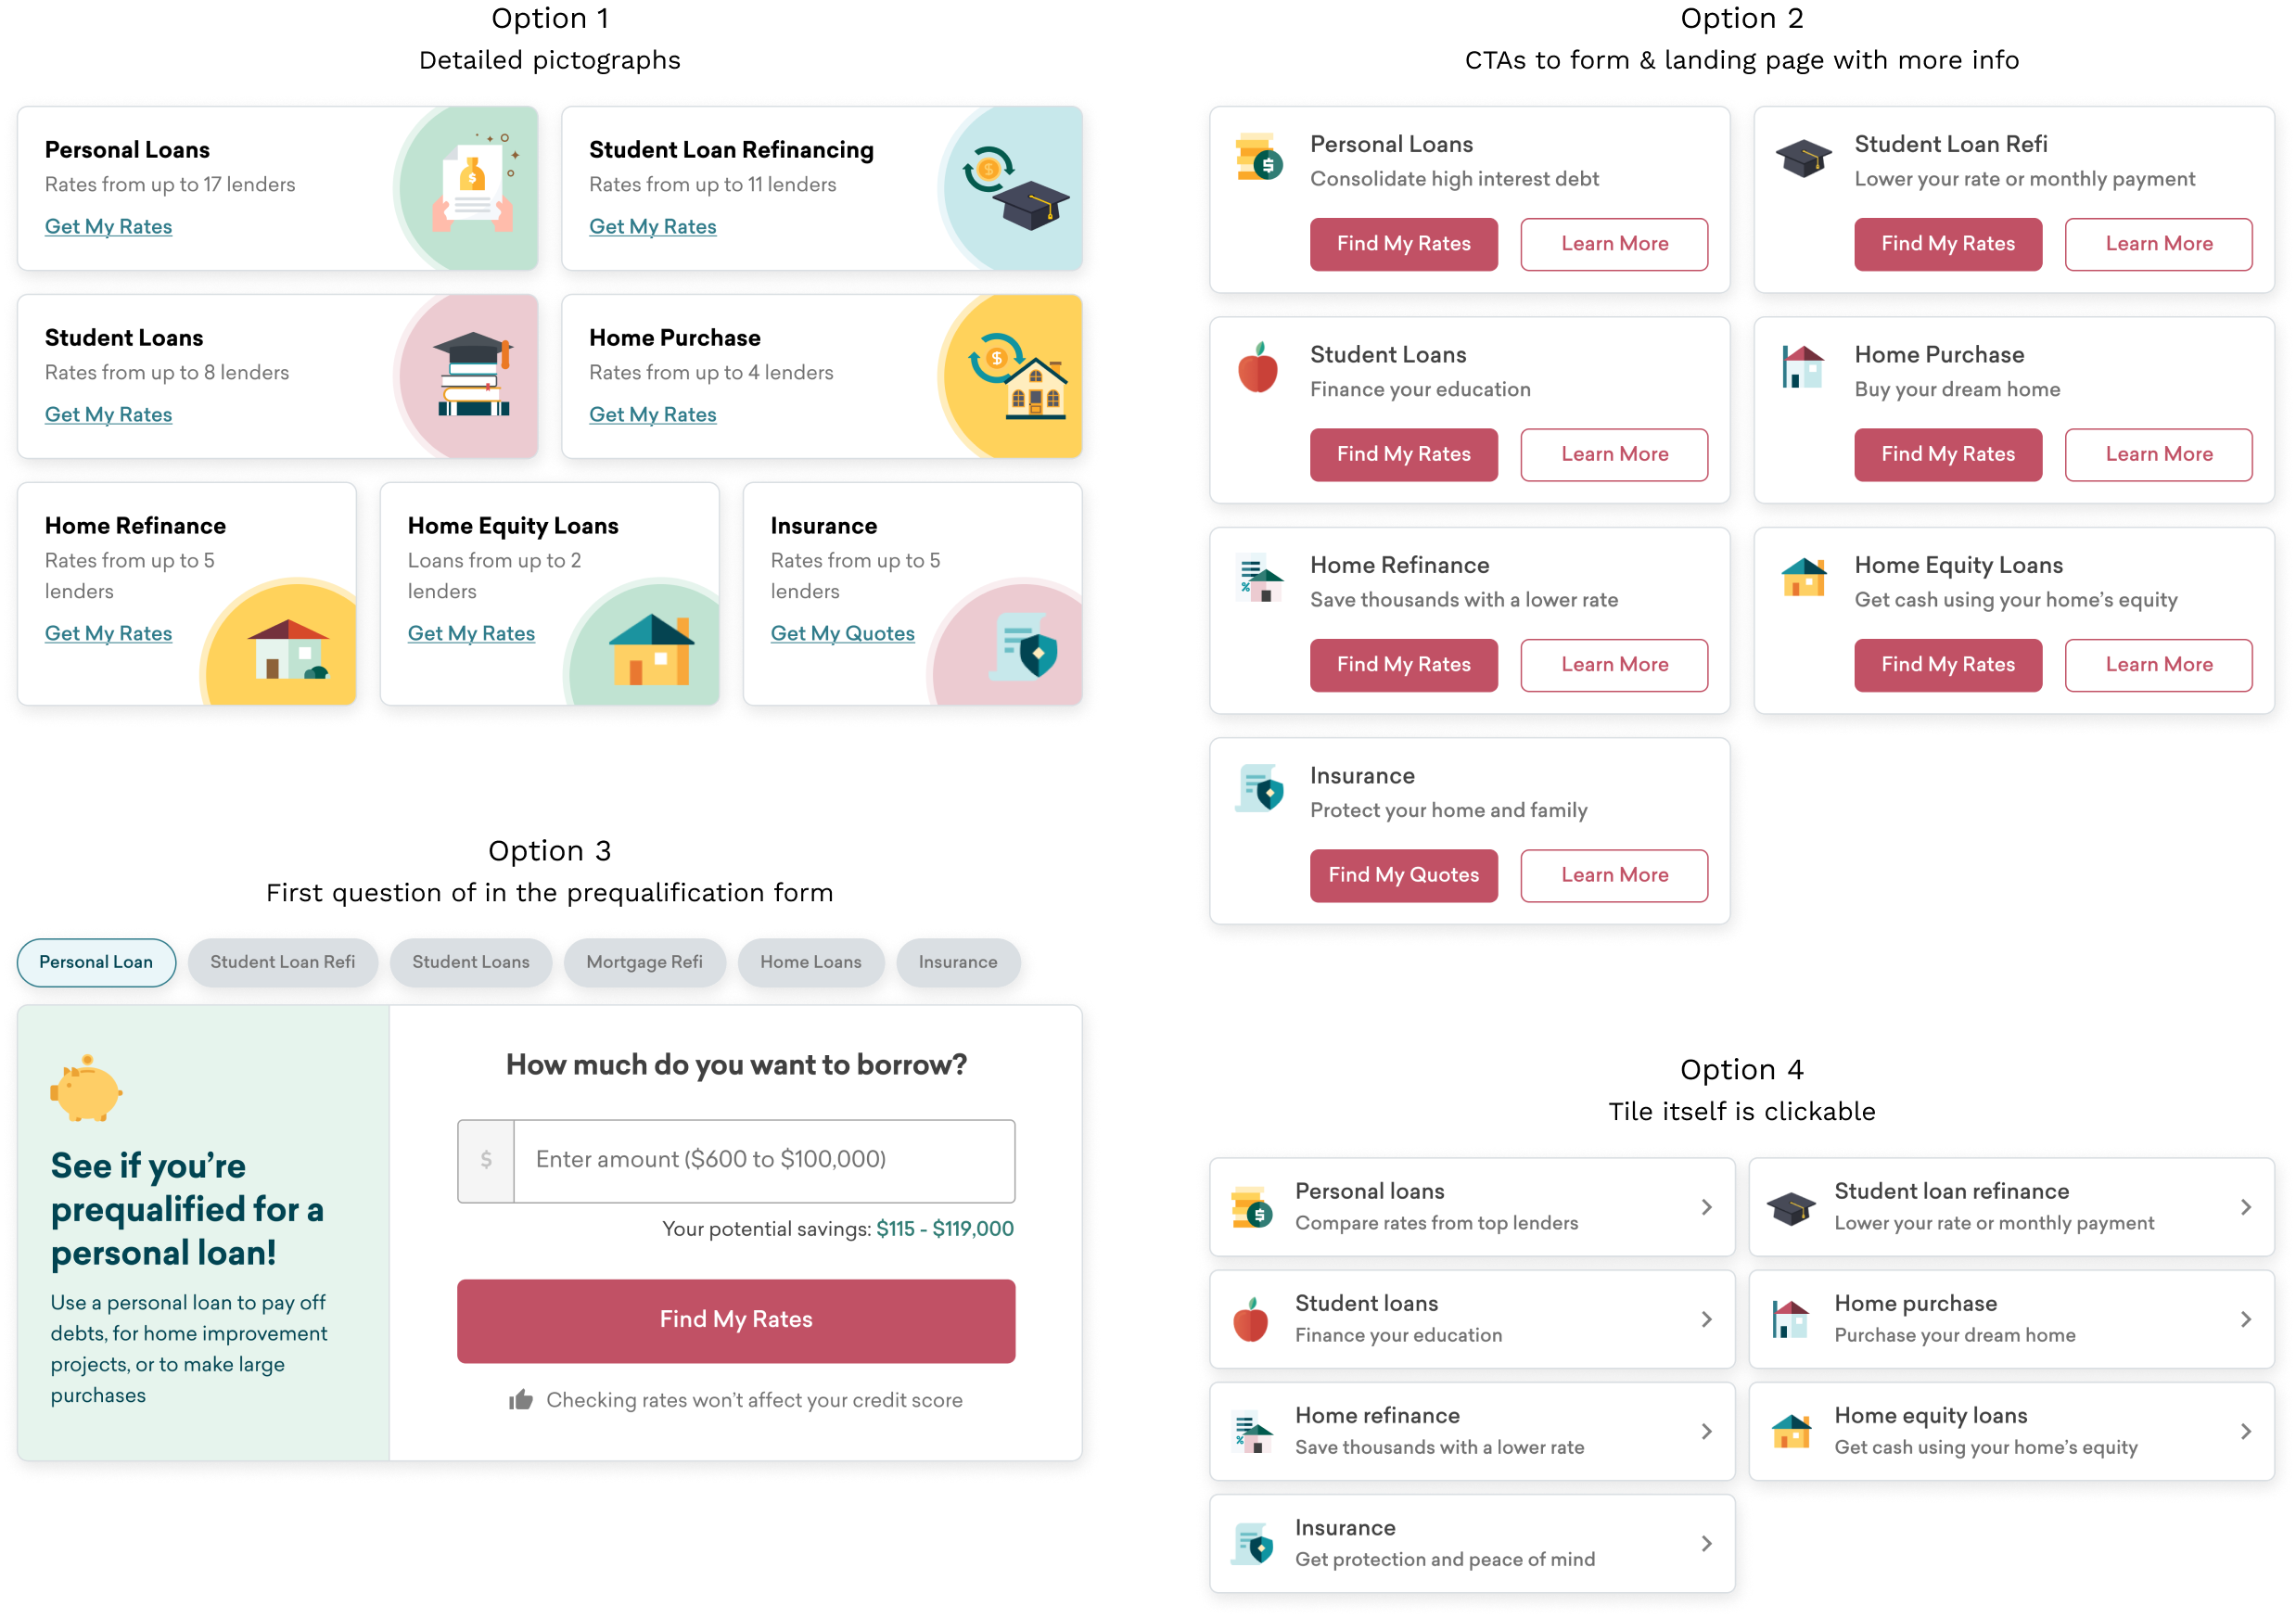 Option 1
Detailed pictographs
Personal Loans
Rates from up to 17 lenders
Get My Rates
Student Loan Refinancing
Rates from up to 11 lenders
Get My Rates
Student Loans
Rates from up to 8 lenders
Get My Rates
Home Purchase
Rates from up to 4 lenders
Get My Rates
Home Refinance
Rates from up to 5
lenders
Get My Rates
Home Equity Loans
Loans from up to 2
lenders
Get My Rates
Insurance
Rates from up to 5
lenders
Get My Quotes
Option 2
CTAs to form & landing page with more info
Personal Loans
Consolidate high interest debt
Find My Rates
Learn More
Student Loan Refi
Lower your rate or monthly payment
Find My Rates
Learn More
Student Loans
Finance your education
Find My Rates
Learn More
Home Purchase
Buy your dream home
Find My Rates
Learn More
Home Refinance
Save thousands with a lower rate
Find My Rates
Learn More
Home Equity Loans
Get cash using your home’s equity
Find My Rates
Learn More
Insurance
Protect your home and family
Find My Quotes
Learn More
Option 3
First question of in the prequalification form
Personal Loan
Student Loan Refi
Student Loans
Mortgage Refi
Home Loans
Insurance
See if you’re
prequalified for a
personal loan!
Use a personal loan to pay off
debts, for home improvement
projects, or to make large
purchases
How much do you want to borrow?
$
Enter amount ($600 to $100,000)
Your potential savings: $115 - $119,000
Find My Rates
Checking rates won’t affect your credit score
Option 4
Tile itself is clickable
Personal loans
Compare rates from top lenders
Student loan refinance
Lower your rate or monthly payment
Student loans
Finance your education
Home purchase
Purchase your dream home
Home refinance
Save thousands with a lower rate
Home equity loans
Get cash using your home’s equity
Insurance
Get protection and peace of mind